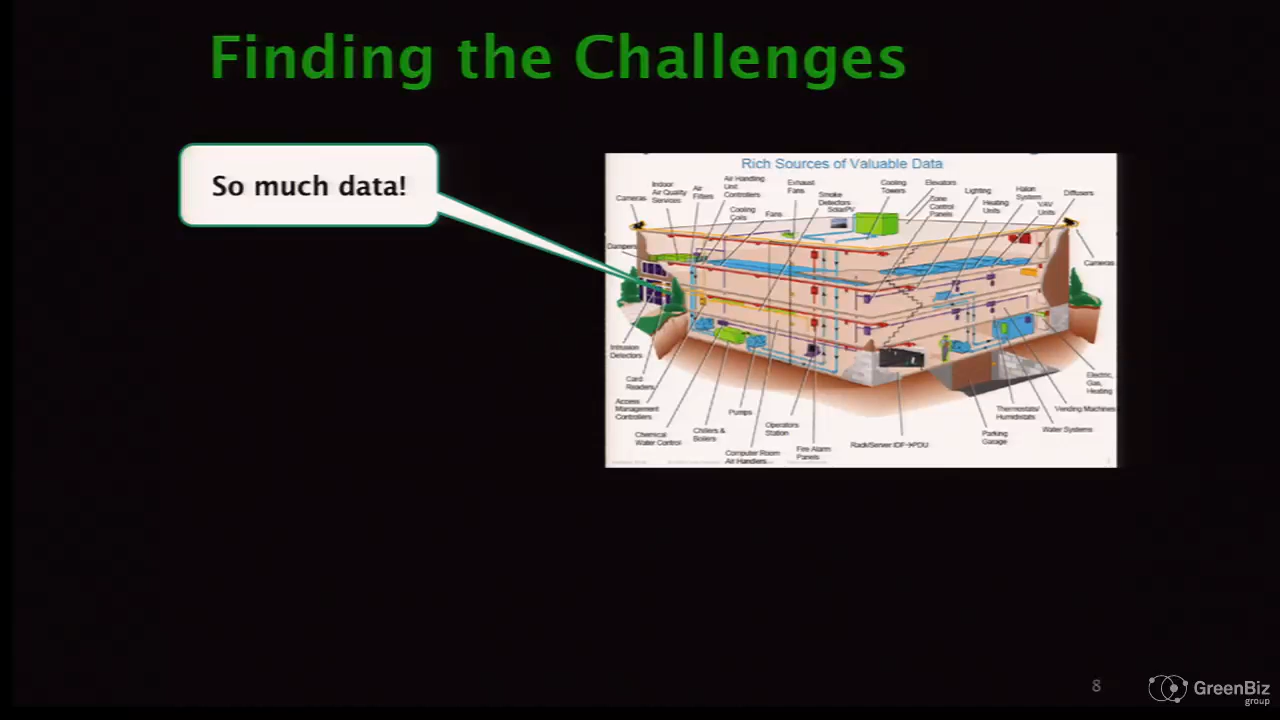 Finding the Challenges
So much data!
Rich Sources of Valuable Data
Cameras
Indoor
Air Quality
Services
Air
Filters
Air Handling
Unit
Controllers
Cooling
Coils
Fans
Exhaust
Fans
Smoke
Detectors
Solar/PV
Cooling
Towers
Elevators
Zone
Control
Panels
Lighting
Heating
Units
Halon
System
VAV
Units
Diffusers
Dampers
Cameras
Intrusion
Detectors
Card
Readers
Access
Management
Controllers
Chemical
Water Control
Chillers &
Boilers
Pumps
Computer Room
Air Handlers
Operators
Station
Fire Alarm
Panels
Rack/Server IDF->PDU
Parking
Garage
Thermostats/
Humidistats
Water Systems
Vending Machines
Electric,
Gas,
Heating
8
GreenBiz
group